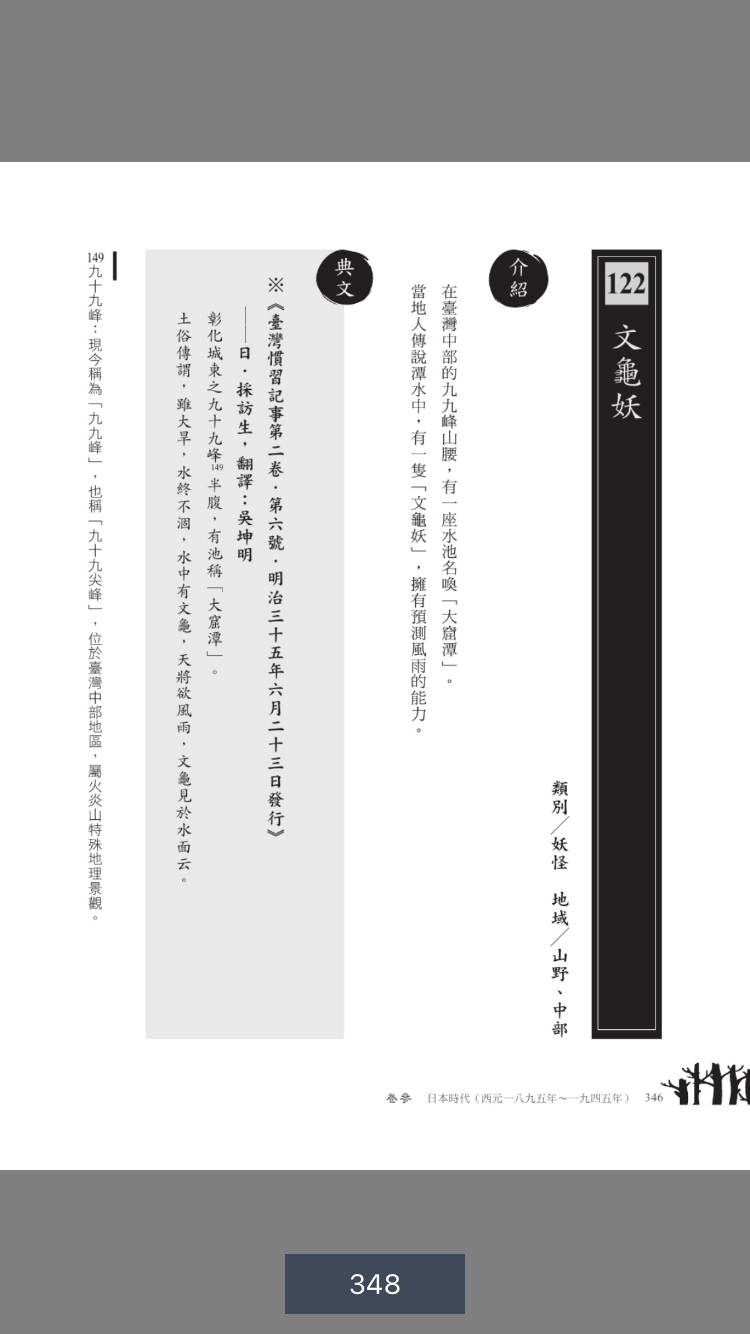 122
文龜妖
類別／妖怪　地域／山野、中部
介紹
在臺灣中部的九九峰山腰，有一座水池名喚「大窟潭」。
當地人傳說潭水中，有一隻「文龜妖」，擁有預測風雨的能力。
典文
※《臺灣慣習記事第二卷．第六號．明治三十五年六月二十三日發行》
——日．採訪生，翻譯：吳坤明
彰化城東之九十九峰149半腹，有池稱「大窟潭」。
土俗傳謂，雖大旱，水終不涸，水中有文龜，天將欲風雨，文龜見於水面云。
149九十九峰：現今稱為「九九峰」，也稱「九十九尖峰」，位於臺灣中部地區，屬火炎山特殊地理景觀。
卷參　日本時代（西元一八九五年～一九四五年）　346
348